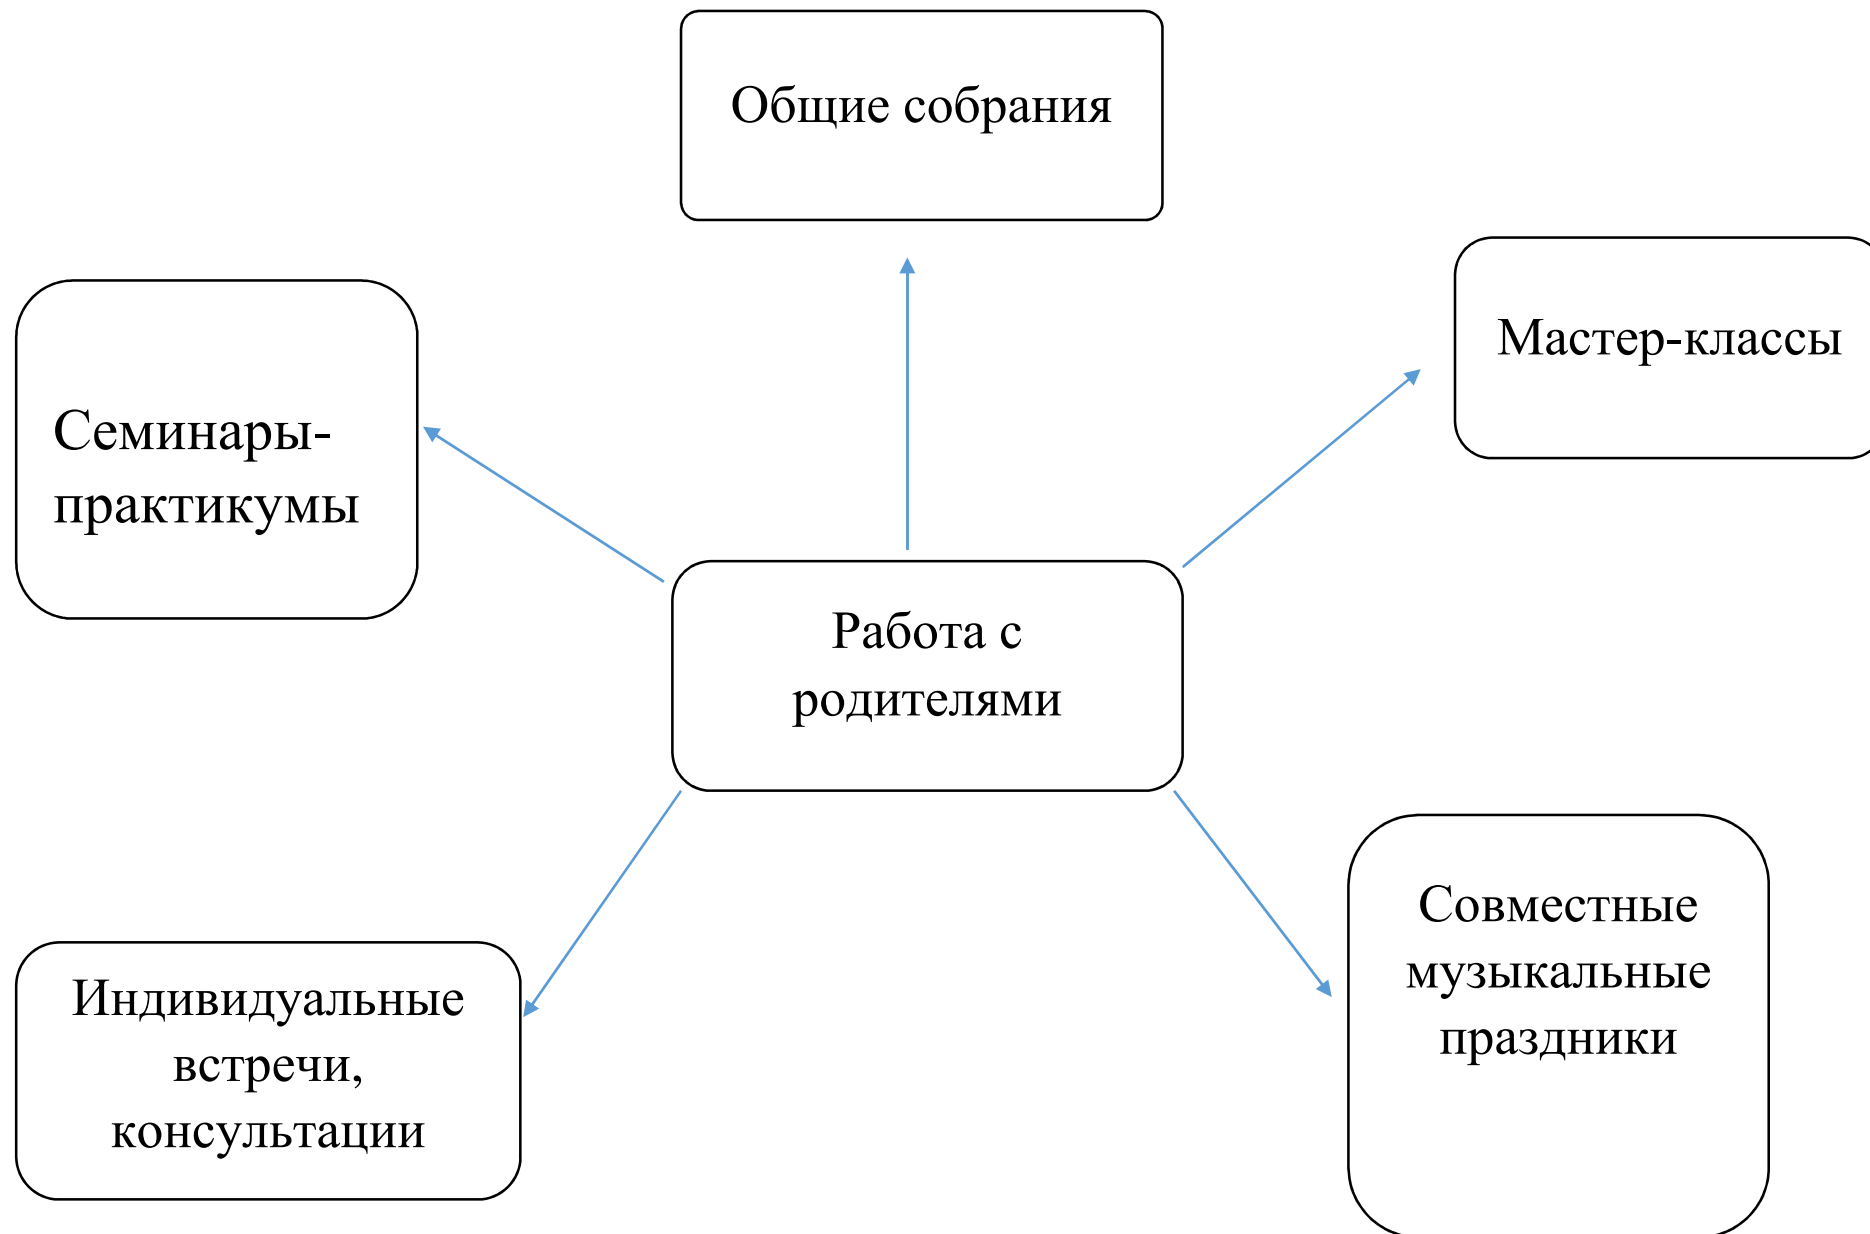 Общие собрания
Мастер-классы
Семинары-
практикумы
Работа с
родителями
Совместные
музыкальные
праздники
Индивидуальные
встречи,
консультации